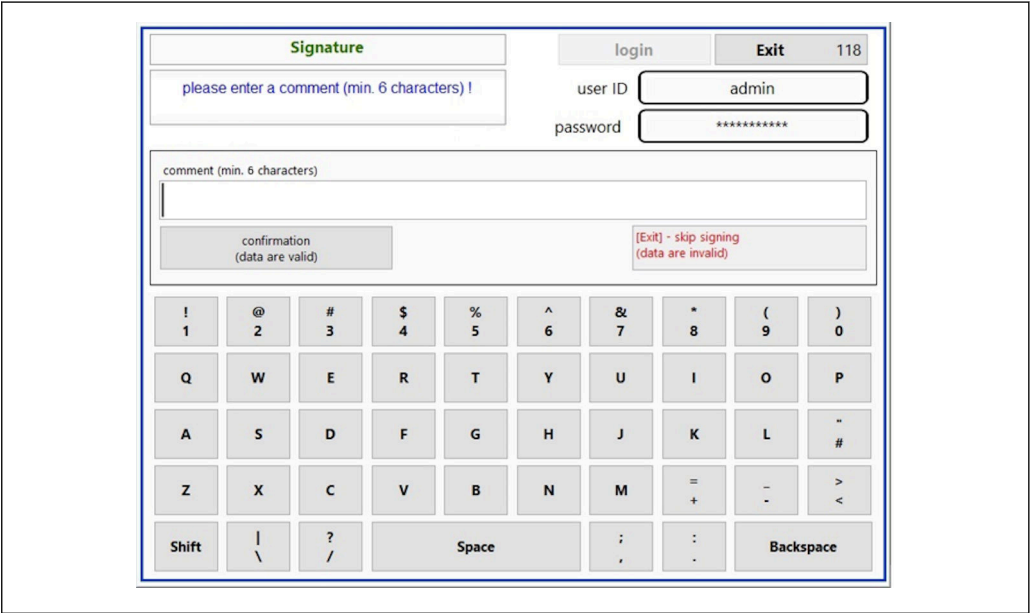 Signature
login
Exit 118
please enter a comment (min. 6 characters) !
user ID admin
password ***********
comment (min. 6 characters)
confirmation
(data are valid)
[Exit] - skip signing
(data are invalid)
! @ # $ % ^ & * ( )
1 2 3 4 5 6 7 8 9 0
Q W E R T Y U I O P
A S D F G H J K L " #
Z X C V B N M = + _ - > <
Shift | \ ? / Space ; , : . Backspace